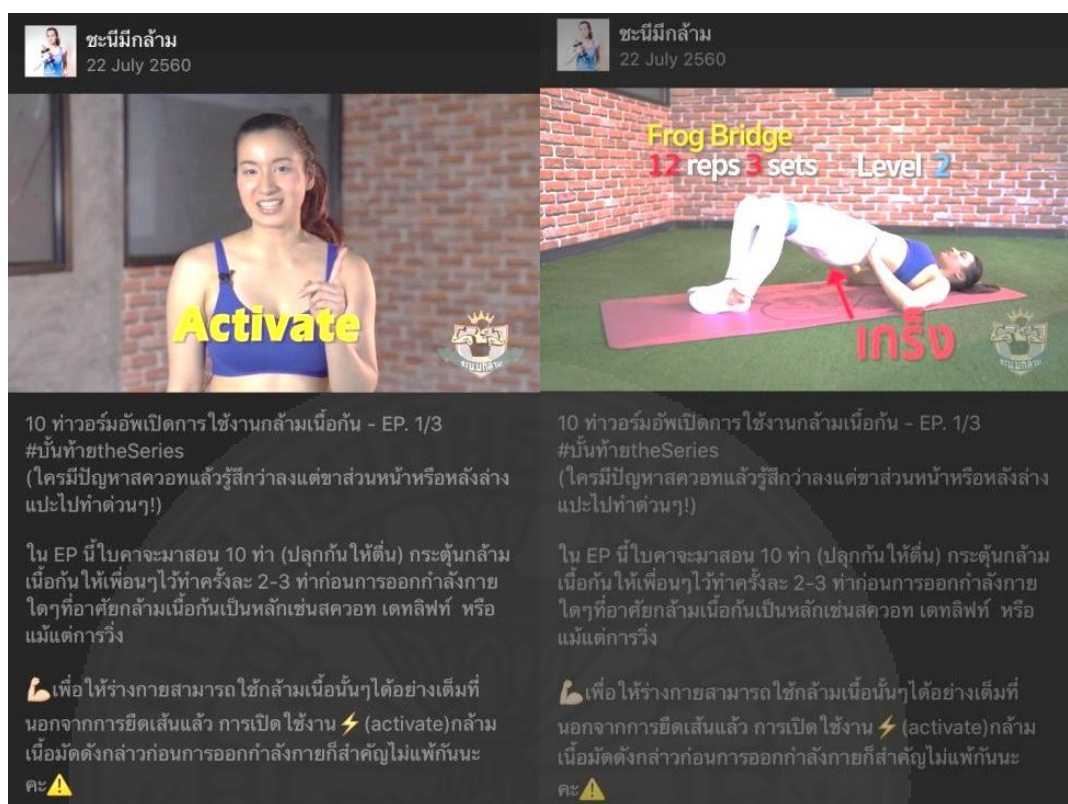 ชะนีมีกล้าม
22 July 2560
Activate
ชะนีมีกล้าม
10 ท่าวอร์มอัพเปิดการใช้งานกล้ามเนื้อก้น - EP. 1/3
#บั้นท้ายtheSeries
(ใครมีปัญหาสควอทแล้วรู้สึกว่าลงแต่ขาส่วนหน้าหรือหลังล่าง
แปะไปทำด่วนๆ!)
ใน EP นี้ใบคาจะมาสอน 10 ท่า (ปลุกก้นให้ตื่น) กระตุ้นกล้าม
เนื้อก้นให้เพื่อนๆไว้ทำครั้งละ 2-3 ท่าก่อนการออกกำลังกาย
ใดๆที่อาศัยกล้ามเนื้อก้นเป็นหลักเช่นสควอท เดทลิฟท์ หรือ
แม้แต่การวิ่ง
💪🏻เพื่อให้ร่างกายสามารถใช้กล้ามเนื้อนั้นๆได้อย่างเต็มที่
นอกจากการยืดเส้นแล้ว การเปิดใช้งาน⚡(activate)กล้าม
เนื้อมัดดังกล่าวก่อนการออกกำลังกายก็สำคัญไม่แพ้กันนะ
คะ⚠️
ชะนีมีกล้าม
22 July 2560
Frog Bridge
12 reps 3 sets Level 2
เกร็ง
ชะนีมีกล้าม
10 ท่าวอร์มอัพเปิดการใช้งานกล้ามเนื้อก้น - EP. 1/3
#บั้นท้ายtheSeries
(ใครมีปัญหาสควอทแล้วรู้สึกว่าลงแต่ขาส่วนหน้าหรือหลังล่าง
แปะไปทำด่วนๆ!)
ใน EP นี้ใบคาจะมาสอน 10 ท่า (ปลุกก้นให้ตื่น) กระตุ้นกล้าม
เนื้อก้นให้เพื่อนๆไว้ทำครั้งละ 2-3 ท่าก่อนการออกกำลังกาย
ใดๆที่อาศัยกล้ามเนื้อก้นเป็นหลักเช่นสควอท เดทลิฟท์ หรือ
แม้แต่การวิ่ง
💪🏻เพื่อให้ร่างกายสามารถใช้กล้ามเนื้อนั้นๆได้อย่างเต็มที่
นอกจากการยืดเส้นแล้ว การเปิดใช้งาน⚡(activate)กล้าม
เนื้อมัดดังกล่าวก่อนการออกกำลังกายก็สำคัญไม่แพ้กันนะ
คะ⚠️